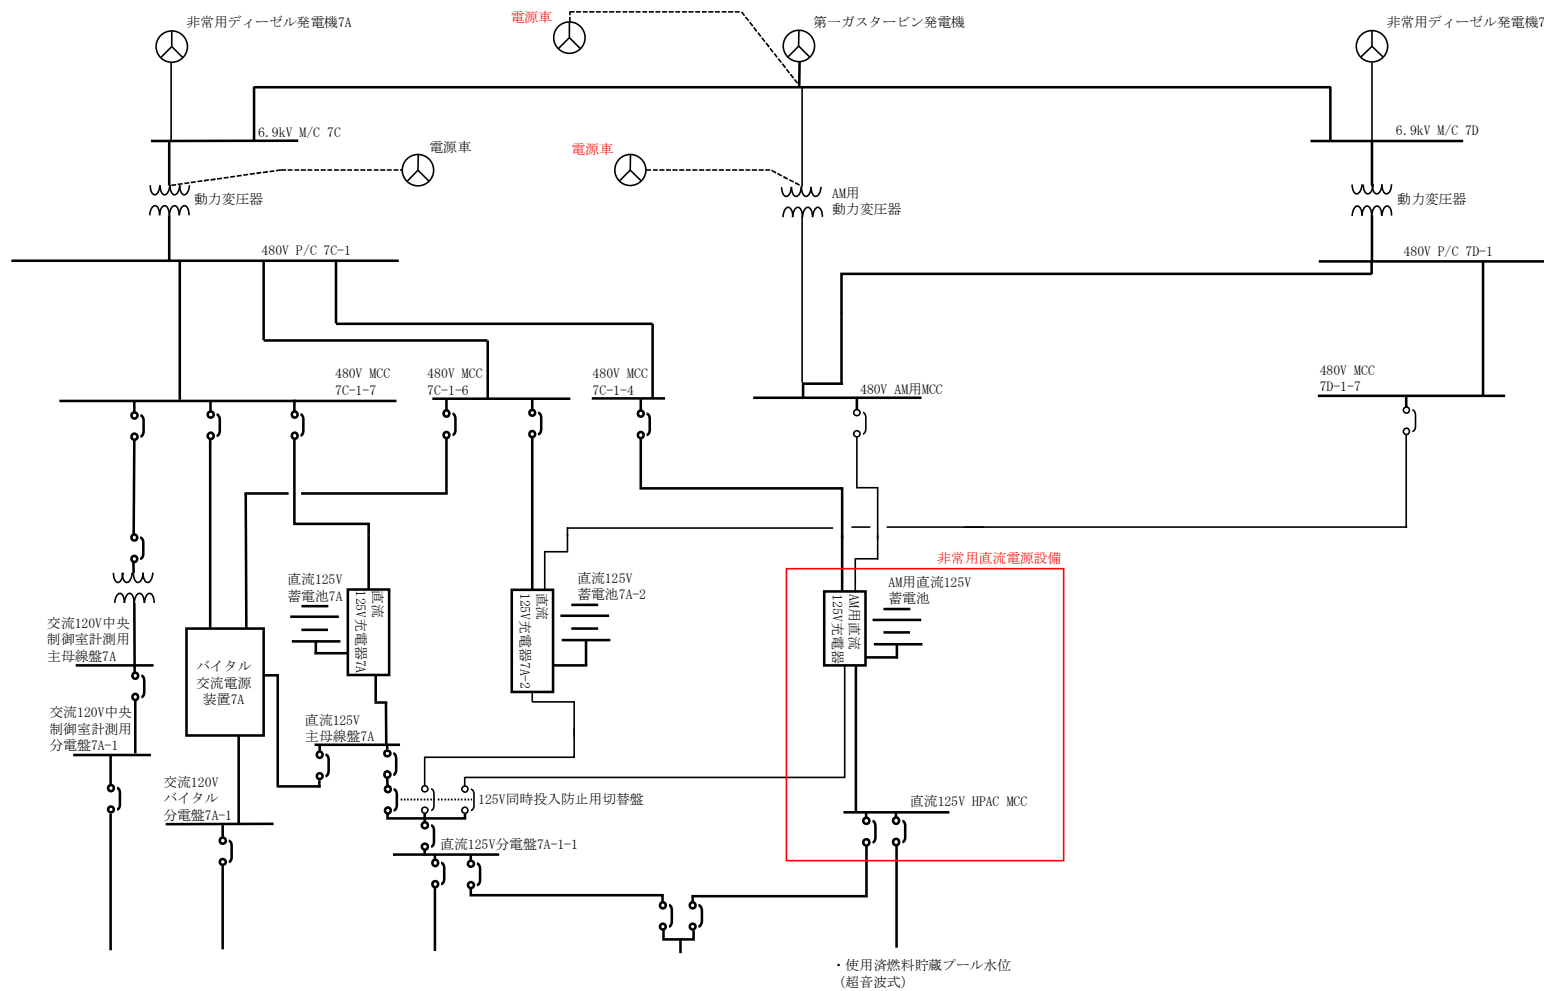 非常用ディーゼル発電機7A
電源車
第一ガスタービン発電機
非常用ディーゼル発電機7
6.9kV M/C 7C
6.9kV M/C 7D
電源車
電源車
動力変圧器
AM用
動力変圧器
動力変圧器
480V P/C 7C-1
480V P/C 7D-1
480V MCC
7C-1-7
480V MCC
7C-1-6
480V MCC
7C-1-4
480V AM用MCC
480V MCC
7D-1-7
非常用直流電源設備
直流125V
蓄電池7A
直流
125V充電器7A
直流
125V充電器7A-2
直流125V
蓄電池7A-2
AM用直流
125V充電器
AM用直流125V
蓄電池
交流120V中央
制御室計測用
主母線盤7A
バイタル
交流電源
装置7A
交流120V中央
制御室計測用
分電盤7A-1
直流125V
主母線盤7A
交流120V
バイタル
分電盤7A-1
125V同時投入防止用切替盤
直流125V HPAC MCC
直流125V分電盤7A-1-1
・使用済燃料貯蔵プール水位
(超音波式)